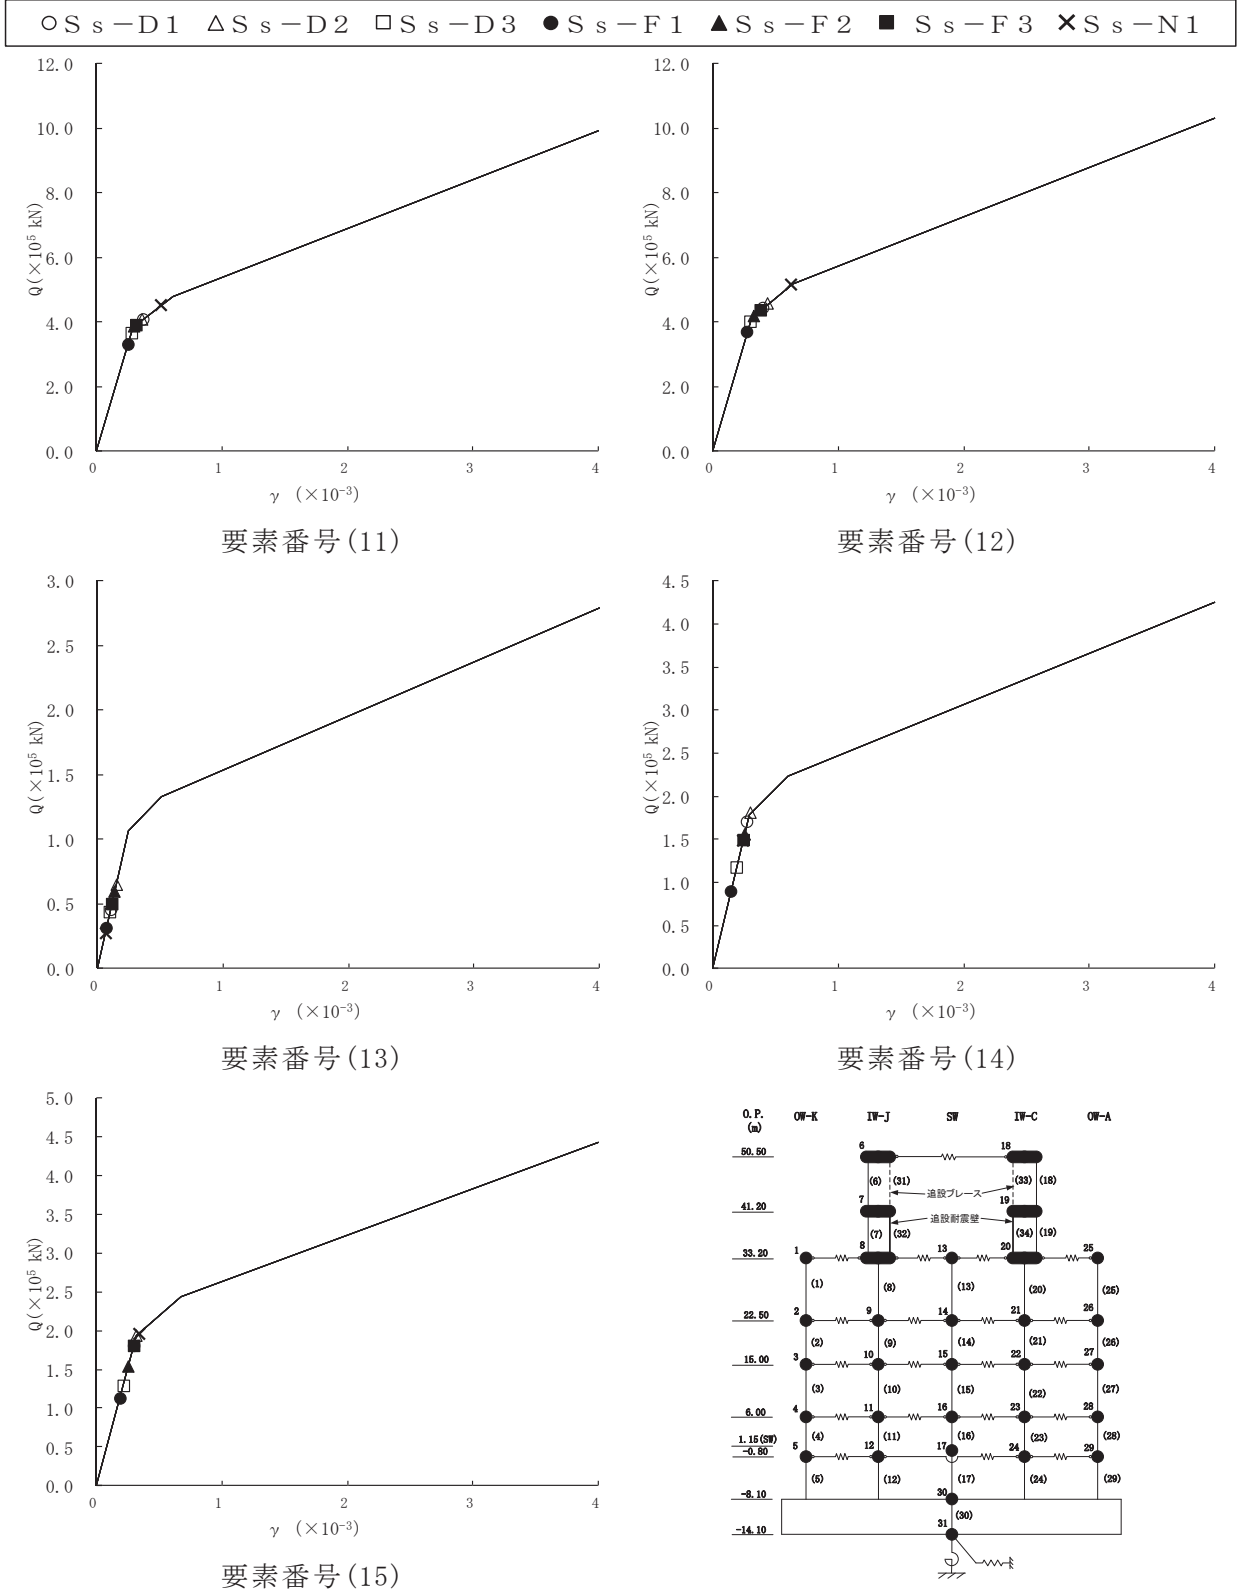 ○Ｓｓ－Ｄ１ △Ｓｓ－Ｄ２ □Ｓｓ－Ｄ３ ●Ｓｓ－Ｆ１ ▲Ｓｓ－Ｆ２ ■Ｓｓ－Ｆ３ ×Ｓｓ－Ｎ１
12.0
10.0
8.0
6.0
4.0
2.0
0.0
Q(×10⁵ kN)
0 1 2 3 4
γ (×10⁻³)
要素番号(11)
12.0
10.0
8.0
6.0
4.0
2.0
0.0
Q(×10⁵ kN)
0 1 2 3 4
γ (×10⁻³)
要素番号(12)
3.0
2.5
2.0
1.5
1.0
0.5
0.0
Q(×10⁵ kN)
0 1 2 3 4
γ (×10⁻³)
要素番号(13)
4.5
4.0
3.5
3.0
2.5
2.0
1.5
1.0
0.5
0.0
Q(×10⁵ kN)
0 1 2 3 4
γ (×10⁻³)
要素番号(14)
5.0
4.5
4.0
3.5
3.0
2.5
2.0
1.5
1.0
0.5
0.0
Q(×10⁵ kN)
0 1 2 3 4
γ (×10⁻³)
要素番号(15)
O.P. OW-K IW-J SW IW-C OW-A
(m)
50.50 6 18
(6) (31) (33) (18)
追設ブレース
41.20 7 19
追設耐震壁
(7) (32) (34) (19)
33.20 1 8 13 20 25
(1) (8) (13) (20) (25)
22.50 2 9 14 21 26
(2) (9) (14) (21) (26)
15.00 3 10 15 22 27
(3) (10) (15) (22) (27)
6.00 4 11 16 23 28
(4) (11) (16) (23) (28)
1.15(SW)
-0.80 5 12 17 24 29
(5) (12) (17) (24) (29)
-8.10 30
(30)
-14.10 31